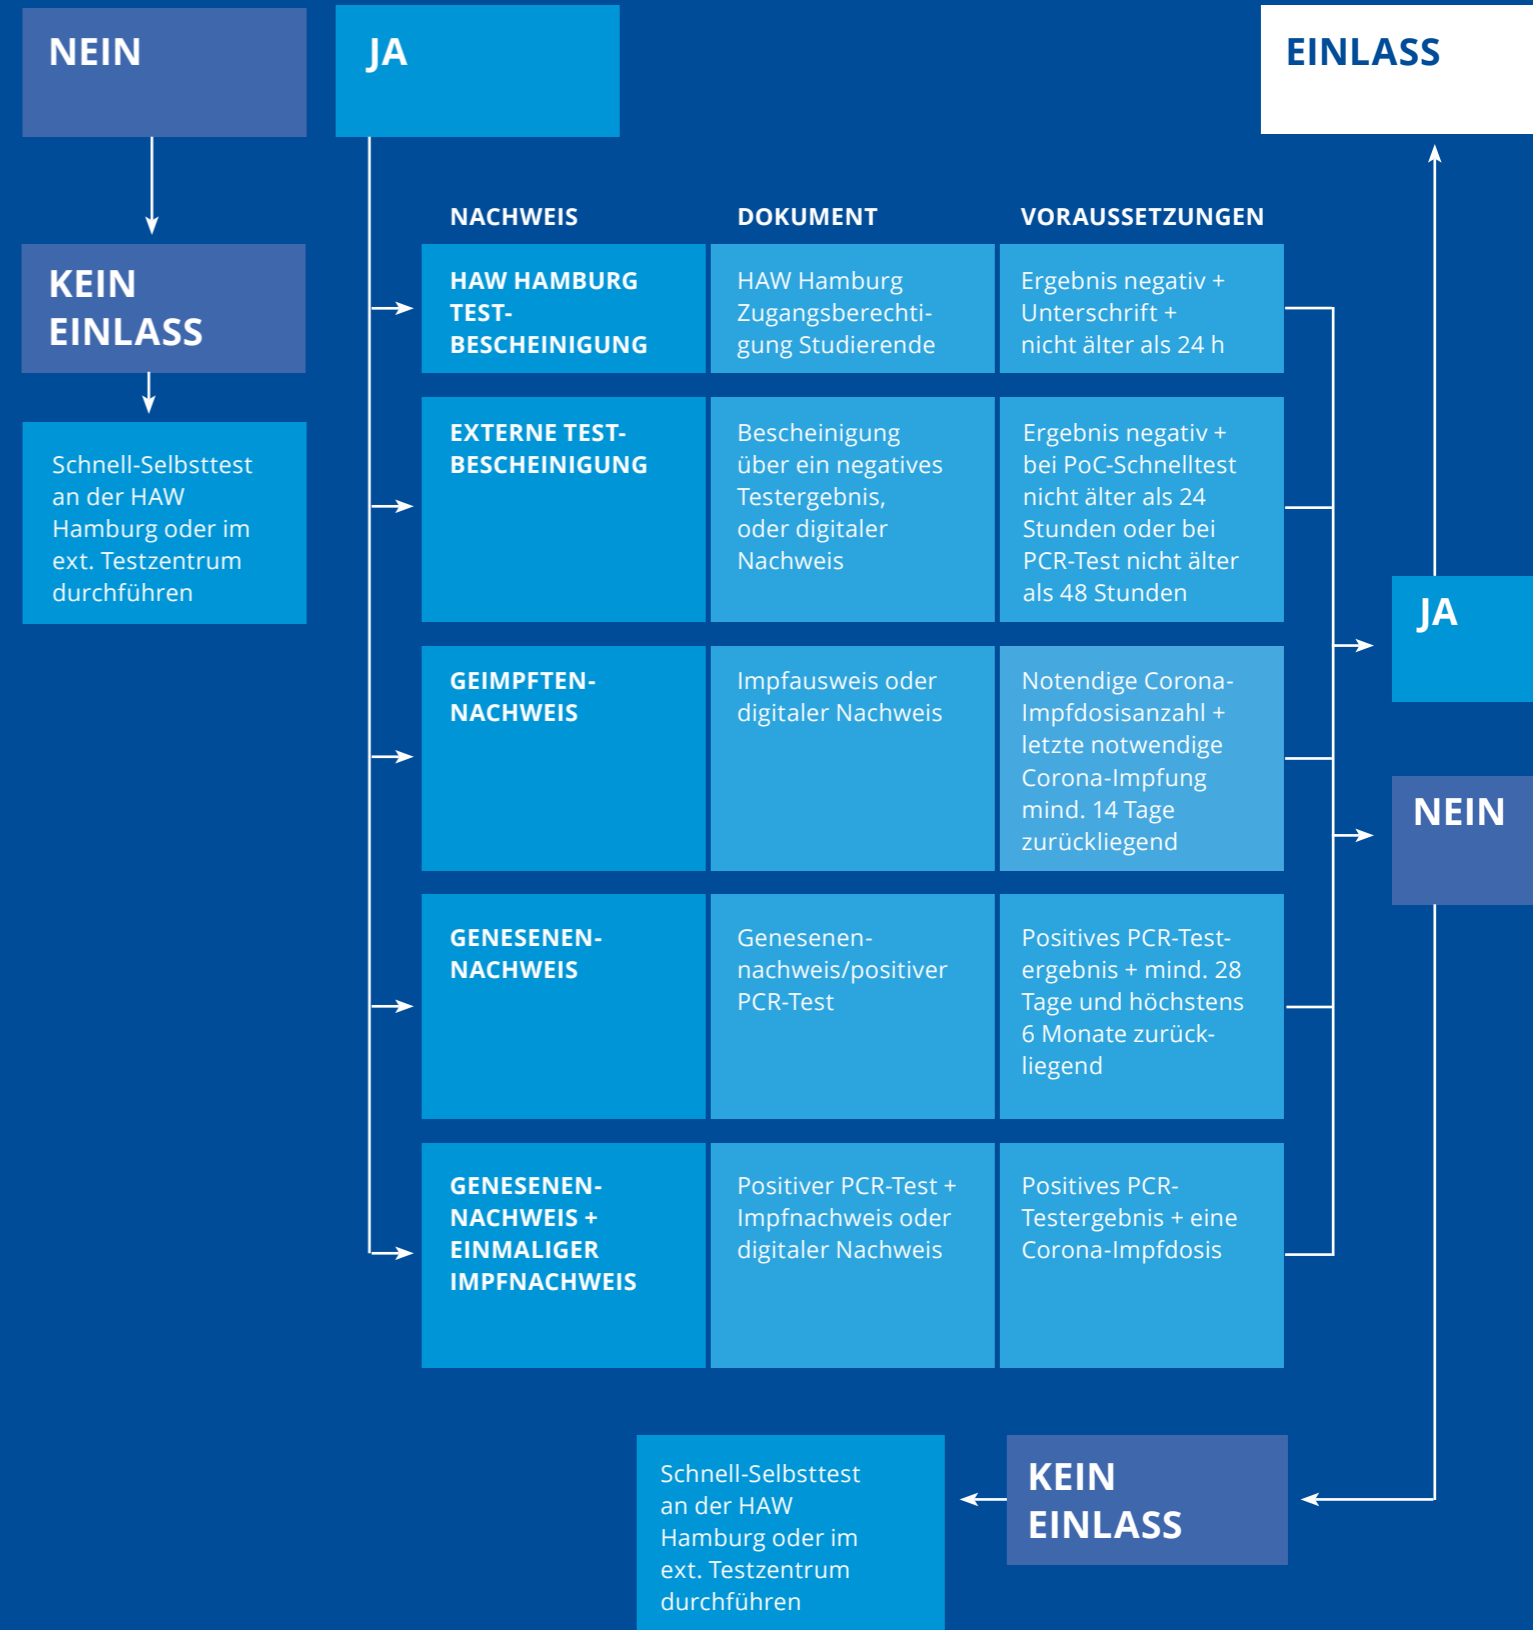 NEIN
JA
EINLASS
KEIN
EINLASS
Schnell-Selbsttest
an der HAW
Hamburg oder im
ext. Testzentrum
durchführen
NACHWEIS
DOKUMENT
VORAUSSETZUNGEN
HAW HAMBURG
TEST-
BESCHEINIGUNG
HAW Hamburg
Zugangsberechti-
gung Studierende
Ergebnis negativ +
Unterschrift +
nicht älter als 24 h
EXTERNE TEST-
BESCHEINIGUNG
Bescheinigung
über ein negatives
Testergebnis,
oder digitaler
Nachweis
Ergebnis negativ +
bei PoC-Schnelltest
nicht älter als 24
Stunden oder bei
PCR-Test nicht älter
als 48 Stunden
GEIMPFTEN-
NACHWEIS
Impfausweis oder
digitaler Nachweis
Notendige Corona-
Impfdosisanzahl +
letzte notwendige
Corona-Impfung
mind. 14 Tage
zurückliegend
GENESENEN-
NACHWEIS
Genesenen-
nachweis/positiver
PCR-Test
Positives PCR-Test-
ergebnis + mind. 28
Tage und höchstens
6 Monate zurück-
liegend
GENESENEN-
NACHWEIS +
EINMALIGER
IMPFNACHWEIS
Positiver PCR-Test +
Impfnachweis oder
digitaler Nachweis
Positives PCR-
Testergebnis + eine
Corona-Impfdosis
JA
NEIN
KEIN
EINLASS
Schnell-Selbsttest
an der HAW
Hamburg oder im
ext. Testzentrum
durchführen